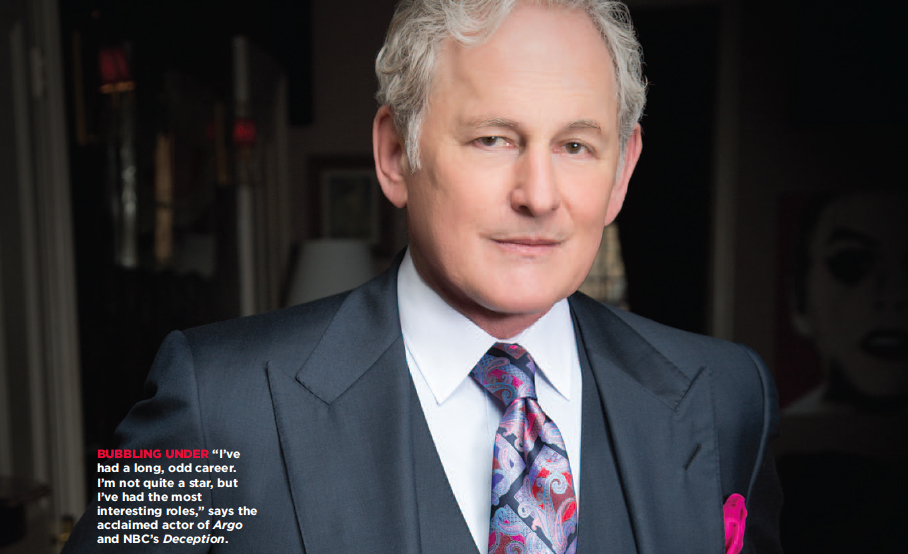 BUBBLING UNDER “I’ve
had a long, odd career.
I’m not quite a star, but
I’ve had the most
interesting roles,” says the
acclaimed actor of Argo
and NBC’s Deception.